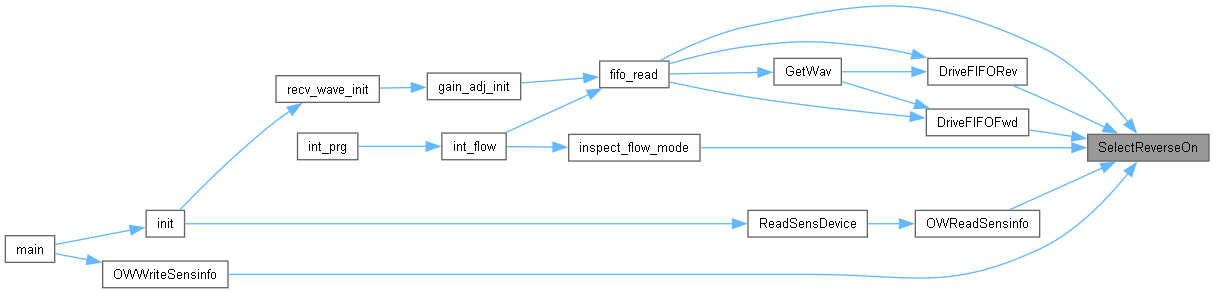 main
init
OWWriteSensinfo
recv_wave_init
int_prg
gain_adj_init
int_flow
fifo_read
inspect_flow_mode
GetWav
ReadSensDevice
DriveFIFORev
DriveFIFOFwd
OWReadSensinfo
SelectReverseOn